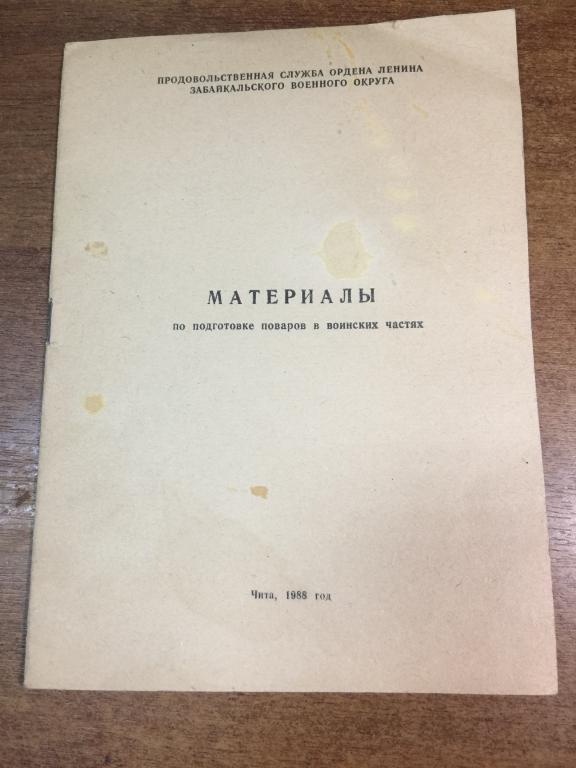 ПРОДОВОЛЬСТВЕННАЯ СЛУЖБА ОРДЕНА ЛЕНИНА
ЗАБАЙКАЛЬСКОГО ВОЕННОГО ОКРУГА
МАТЕРИАЛЫ
по подготовке поваров в воинских частях
Чита, 1988 год